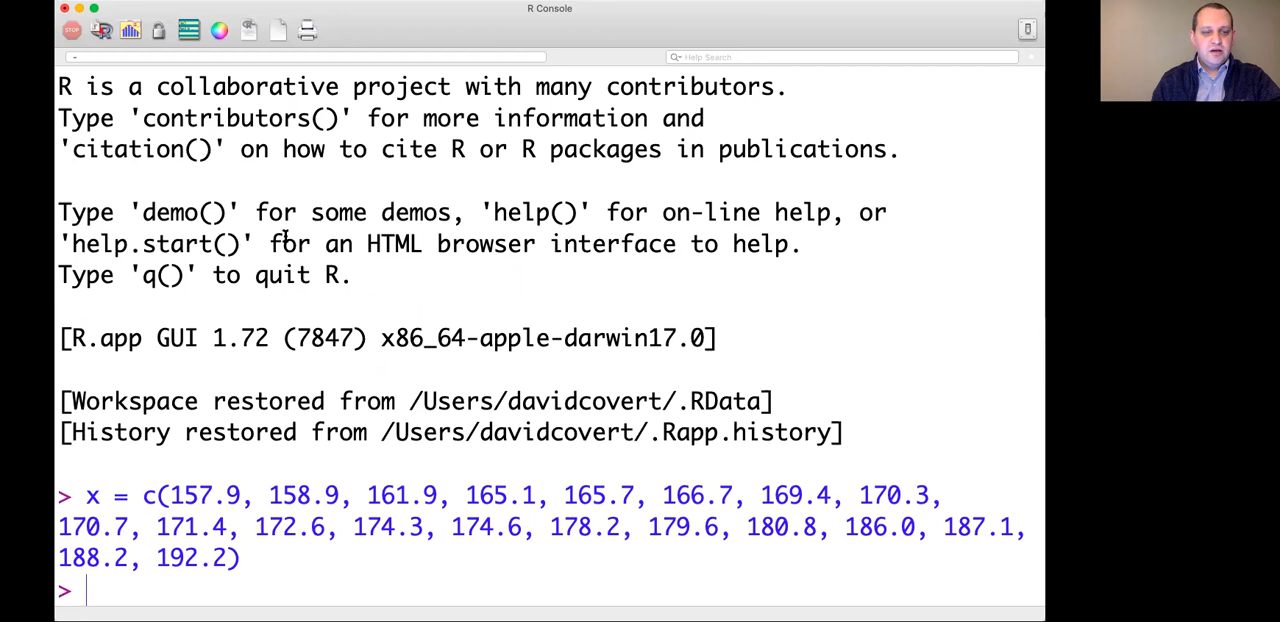 R Console
STOP
-
Help Search
R is a collaborative project with many contributors.
Type 'contributors()' for more information and
'citation()' on how to cite R or R packages in publications.
Type 'demo()' for some demos, 'help()' for on-line help, or
'help.start()' for an HTML browser interface to help.
Type 'q()' to quit R.
[R.app GUI 1.72 (7847) x86_64-apple-darwin17.0]
[Workspace restored from /Users/davidcovert/.RData]
[History restored from /Users/davidcovert/.Rapp.history]
> x = c(157.9, 158.9, 161.9, 165.1, 165.7, 166.7, 169.4, 170.3,
170.7, 171.4, 172.6, 174.3, 174.6, 178.2, 179.6, 180.8, 186.0, 187.1,
188.2, 192.2)
>